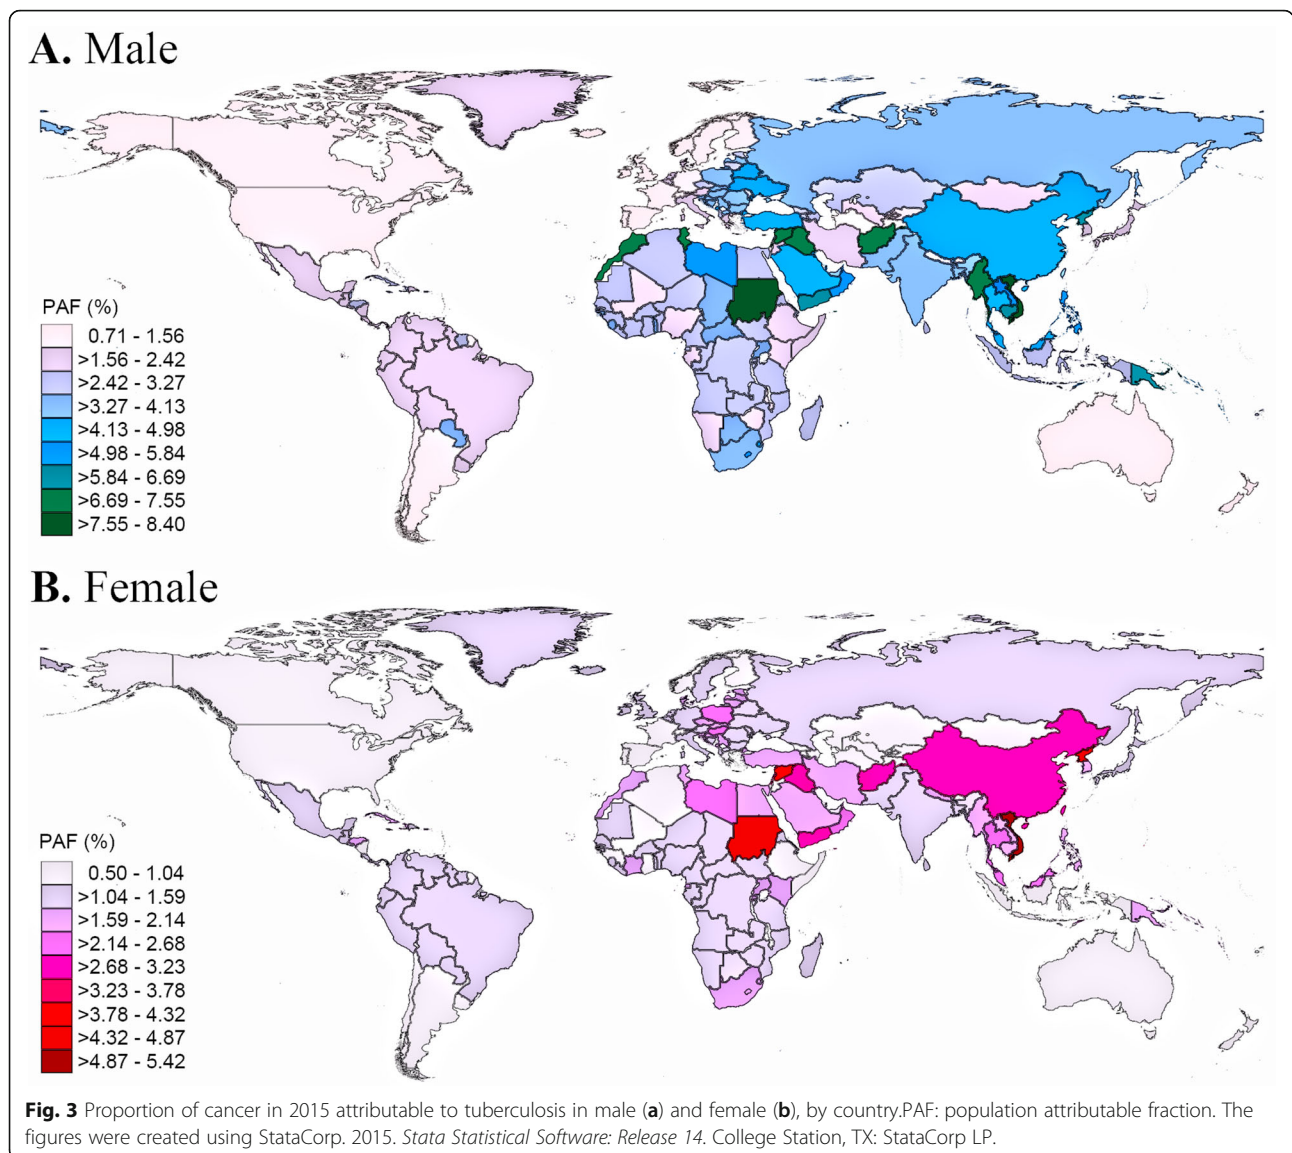 A. Male
PAF (%)
0.71 - 1.56
>1.56 - 2.42
>2.42 - 3.27
>3.27 - 4.13
>4.13 - 4.98
>4.98 - 5.84
>5.84 - 6.69
>6.69 - 7.55
>7.55 - 8.40
B. Female
PAF (%)
0.50 - 1.04
>1.04 - 1.59
>1.59 - 2.14
>2.14 - 2.68
>2.68 - 3.23
>3.23 - 3.78
>3.78 - 4.32
>4.32 - 4.87
>4.87 - 5.42
Fig. 3 Proportion of cancer in 2015 attributable to tuberculosis in male (a) and female (b), by country.PAF: population attributable fraction. The
figures were created using StataCorp. 2015. Stata Statistical Software: Release 14. College Station, TX: StataCorp LP.